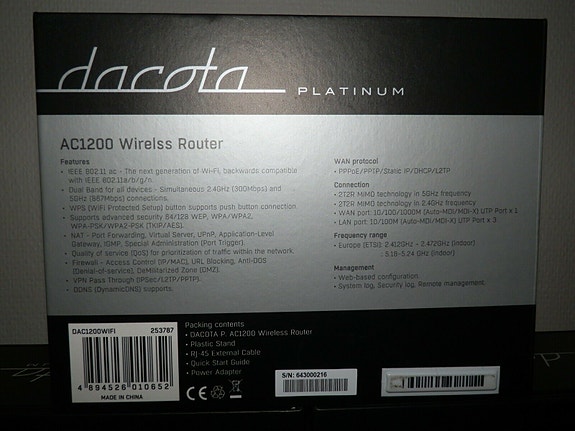 dacota PLATINUM
AC1200 Wirelss Router
Features
• IEEE 802.11 ac - The next generation of Wi-Fi, backwards compatible
with IEEE 802.11a/b/g/n.
• Dual Band for all devices - Simultaneous 2.4GHz (300Mbps) and
5GHz (867Mbps) connections.
• WPS (WiFi Protected Setup) button supports push button connection.
• Supports advanced security 64/128 WEP, WPA/WPA2,
WPA-PSK/WPA2-PSK (TKIP/AES).
• NAT - Port Forwarding, Virtual Server, UPnP, Application-Level
Gateway, IGMP, Special Administration (Port Trigger).
• Quality of service (QoS) for prioritization of traffic within the network.
• Firewall - Access Control (IP/MAC), URL Blocking, Anti-DOS
(Denial-of-service), DeMilitarized Zone (DMZ).
• VPN Pass Through (IPSec/L2TP/PPTP).
• DDNS (DynamicDNS) supports.
WAN protocol
• PPPoE/PPTP/Static IP/DHCP/L2TP
Connection
• 2T2R MiMO technology in 5GHz frequency
• 2T2R MiMO technology in 2.4GHz frequency
• WAN port: 10/100/1000M (Auto-MDI/MDI-X) UTP Port x 1
• LAN port: 10/100/1000M (Auto-MDI/MDI-X) UTP Port x 3
Frequency range
• Europe (ETSI): 2.412GHz - 2.472GHz (indoor)
: 5.18-5.24 GHz (indoor)
Management
• Web-based configuration.
• System log, Security log, Remote management.
DAC1200WIFI 253787
4 894526 010652
MADE IN CHINA
Packing contents
• DACOTA P. AC1200 Wireless Router
• Plastic Stand
• RJ-45 External Cable
• Quick Start Guide
• Power Adapter
CE
S/N: 643000216